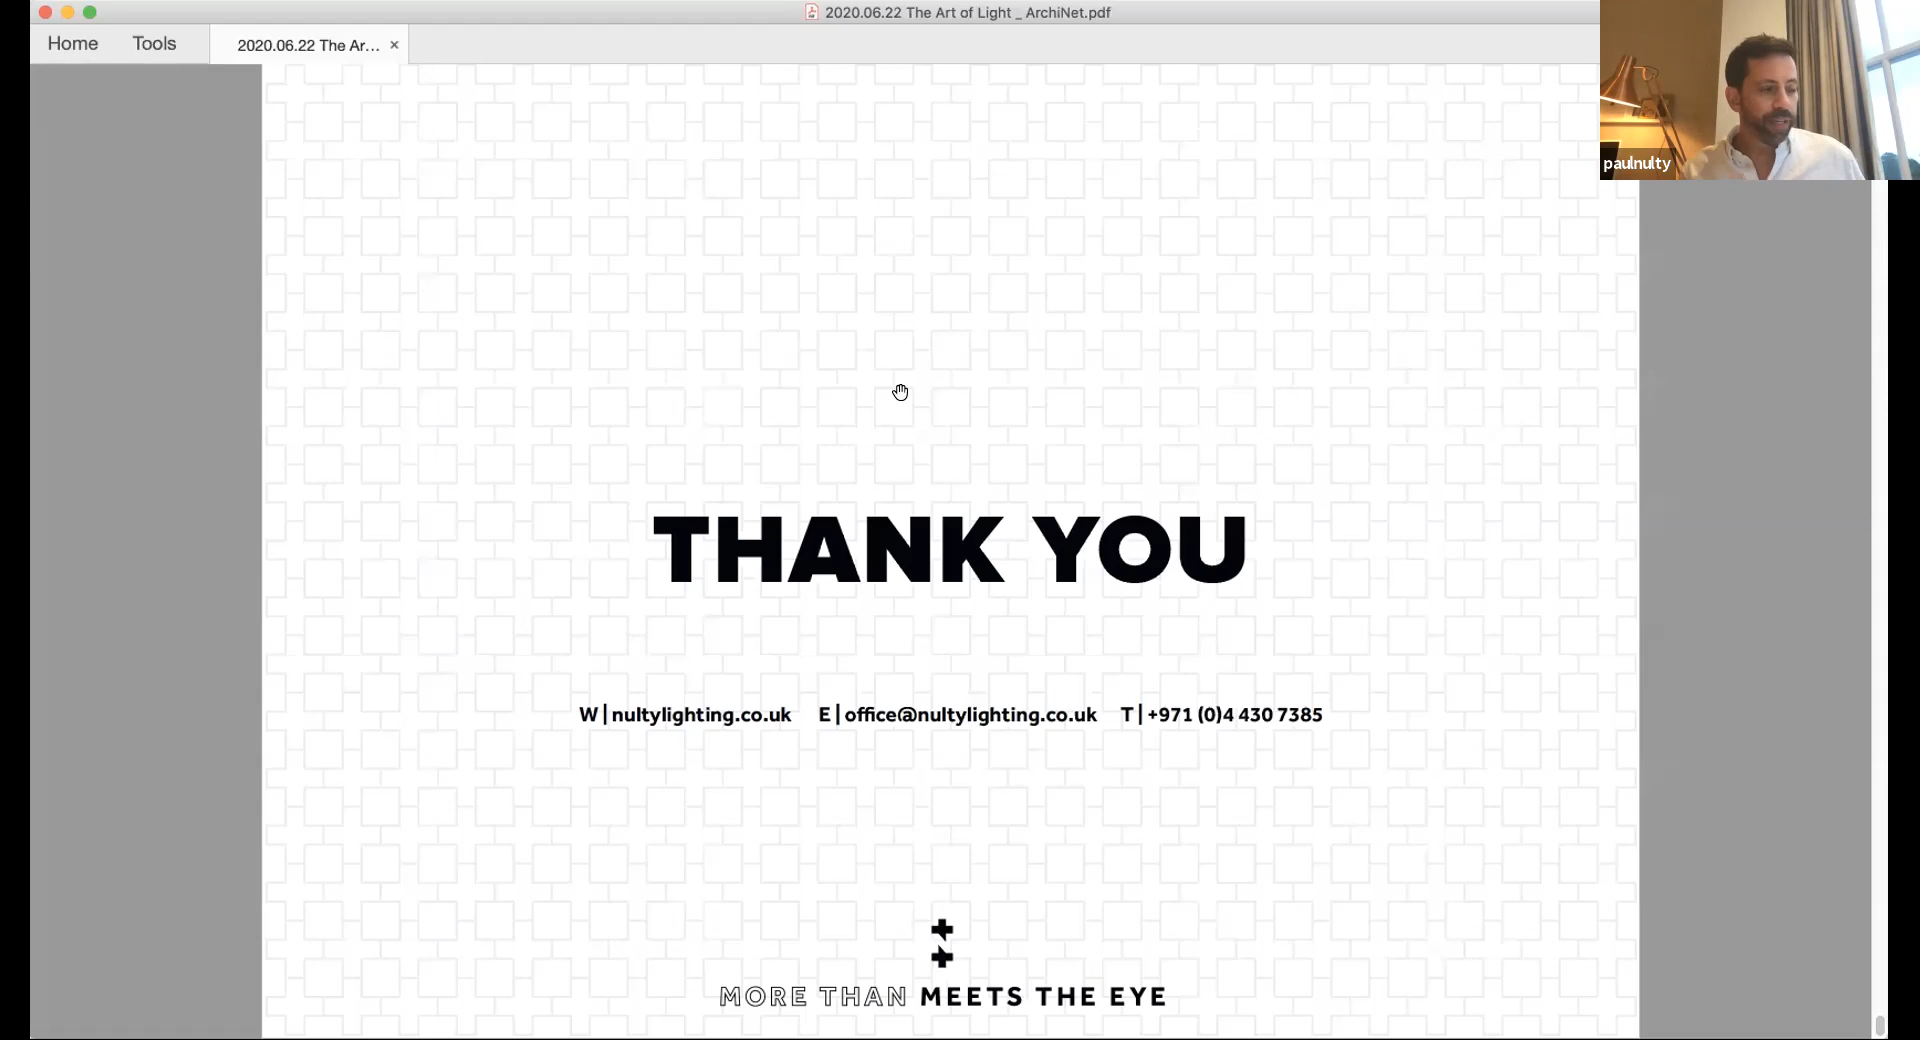 2020.06.22 The Art of Light _ ArchiNet.pdf
Home Tools 2020.06.22 The Ar... ×
paulnulty
THANK YOU
W | nultylighting.co.uk E | office@nultylighting.co.uk T | +971 (0)4 430 7385
MORE THAN MEETS THE EYE